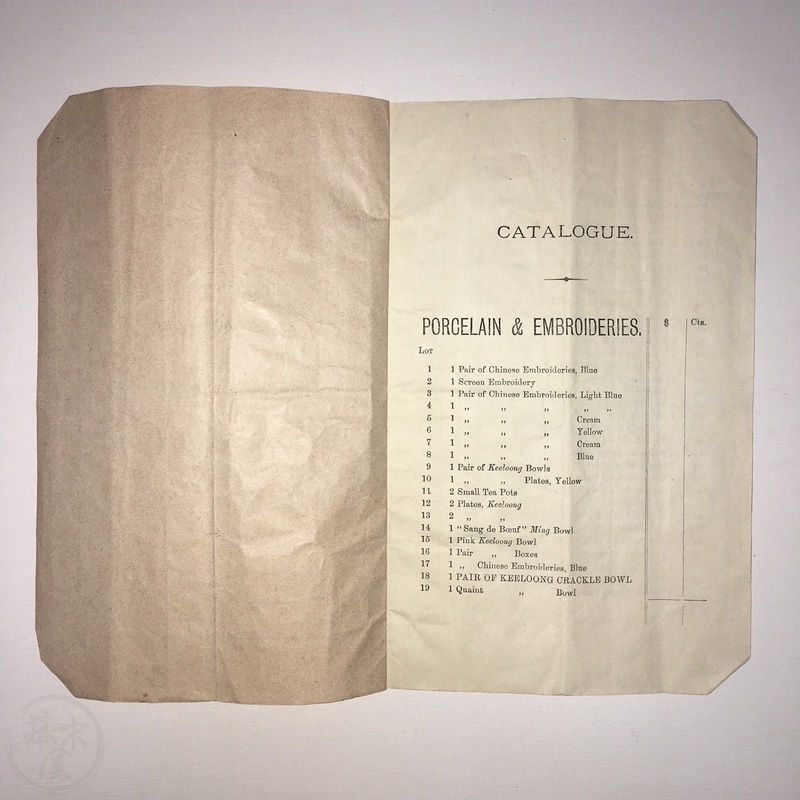 CATALOGUE.
PORCELAIN & EMBROIDERIES. $ Cts.
Lot
1 1 Pair of Chinese Embroideries, Blue
2 1 Screen Embroidery
3 1 Pair of Chinese Embroideries, Light Blue
4 1 „ „ „ „ „
5 1 „ „ „ Cream
6 1 „ „ „ Yellow
7 1 „ „ „ Cream
8 1 „ „ „ Blue
9 1 Pair of Keeloong Bowls
10 1 „ „ Plates, Yellow
11 2 Small Tea Pots
12 2 Plates, Keeloong
13 2 „ „
14 1 "Sang de Bœuf" Ming Bowl
15 1 Pink Keeloong Bowl
16 1 Pair „ Boxes
17 1 „ Chinese Embroideries, Blue
18 1 PAIR OF KEELOONG CRACKLE BOWL
19 1 Quaint „ Bowl
幕末屋